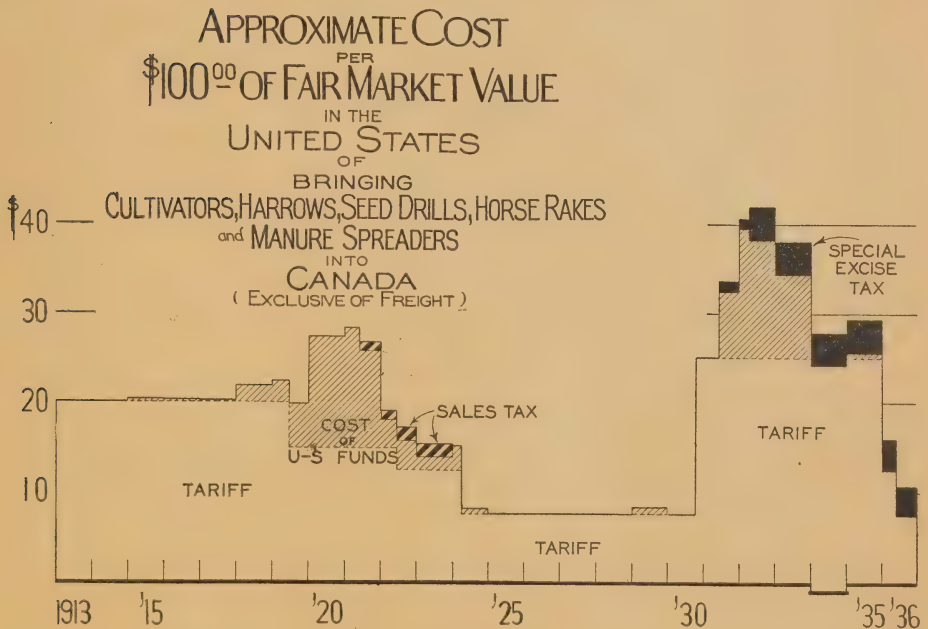 APPROXIMATE COST
PER
$100.00 OF FAIR MARKET VALUE
IN THE
UNITED STATES
OF
BRINGING
CULTIVATORS, HARROWS, SEED DRILLS, HORSE RAKES
and MANURE SPREADERS
INTO
CANADA
(EXCLUSIVE OF FREIGHT)
$40
30
20
10
SPECIAL
EXCISE
TAX
SALES TAX
COST
OF
U-S FUNDS
TARIFF
TARIFF
TARIFF
1913 '15 '20 '25 '30 '35 '36